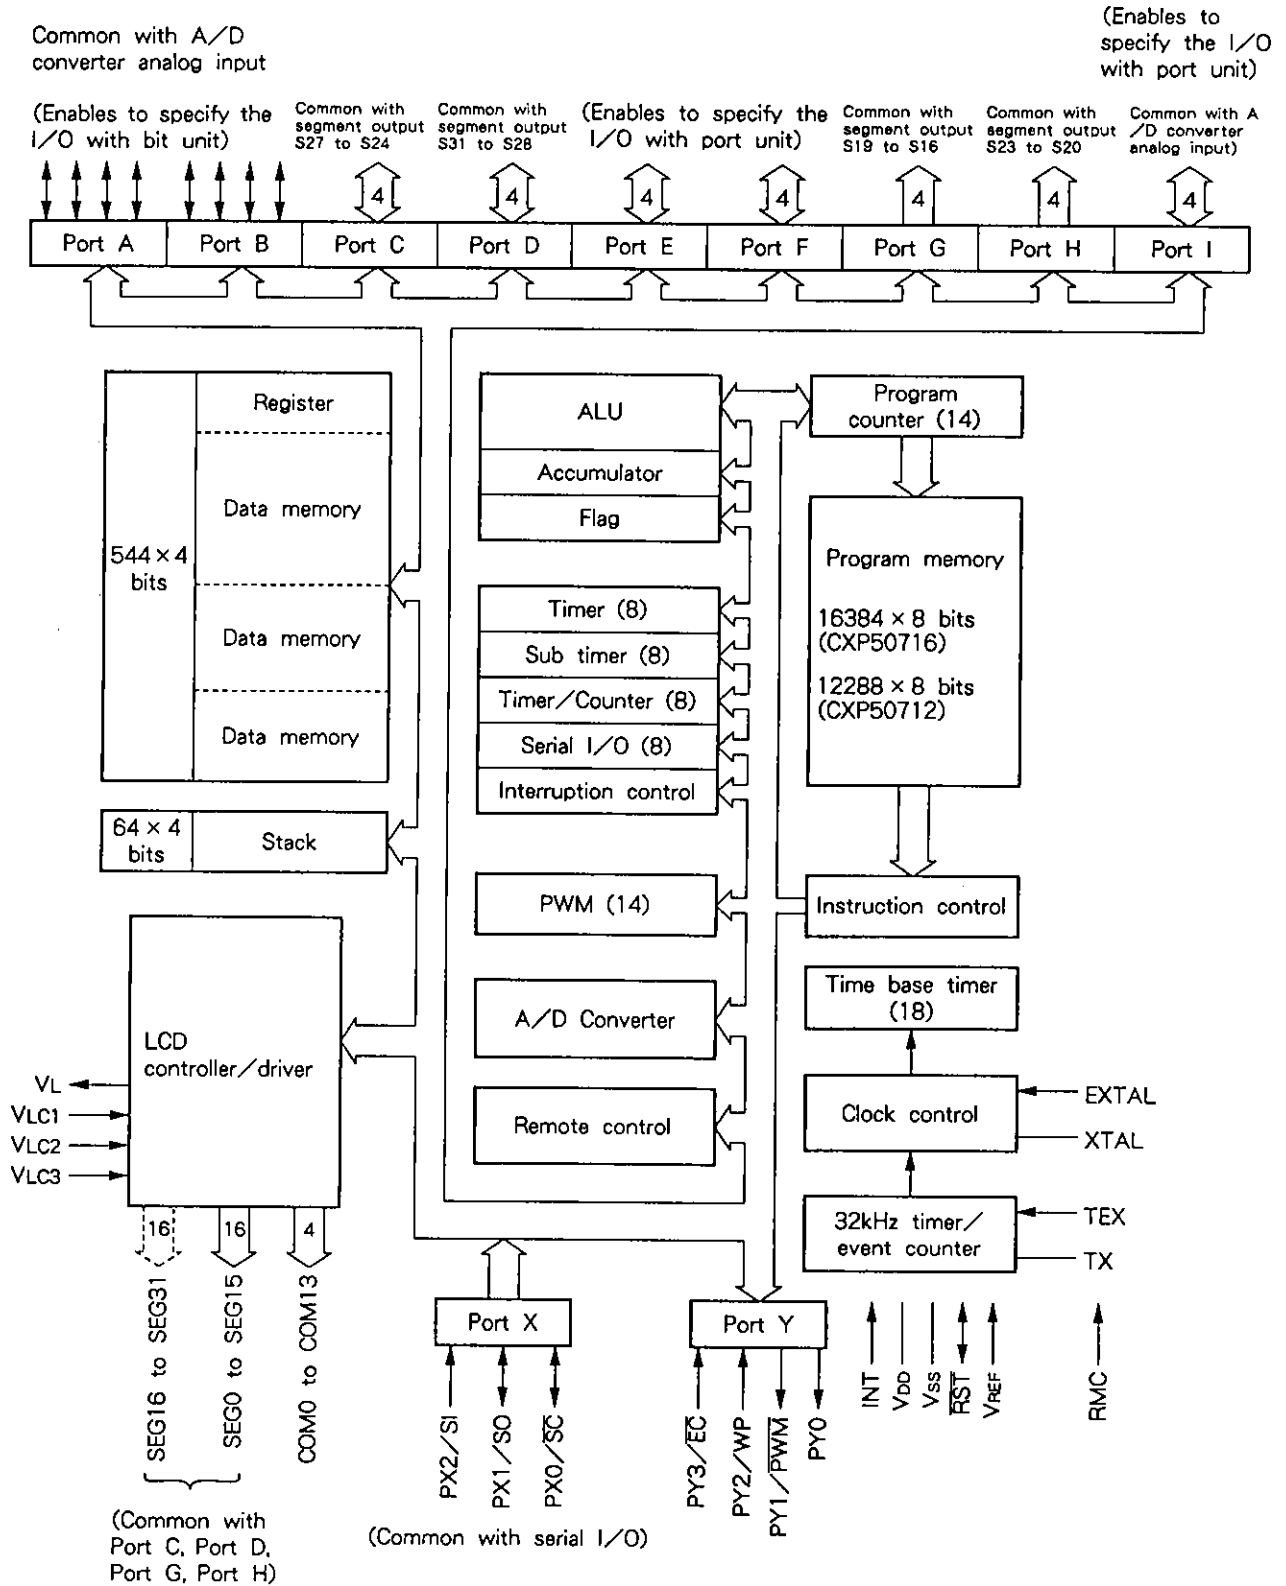 Common with A/D
converter analog input
(Enables to specify the
I/O with bit unit)
Common with
segment output
S27 to S24
Common with
segment output
S31 to S28
(Enables to specify the
I/O with port unit)
Common with
segment output
S19 to S16
Common with
segment output
S23 to S20
(Enables to
specify the I/O
with port unit)
Common with A
/D converter
analog input)
4
4
4
4
4
4
4
Port A
Port B
Port C
Port D
Port E
Port F
Port G
Port H
Port I
544 × 4
bits
Register
Data memory
Data memory
Data memory
64 × 4
bits
Stack
ALU
Accumulator
Flag
Timer (8)
Sub timer (8)
Timer/Counter (8)
Serial I/O (8)
Interruption control
PWM (14)
A/D Converter
Remote control
Program
counter (14)
Program memory
16384 × 8 bits
(CXP50716)
12288 × 8 bits
(CXP50712)
Instruction control
Time base timer
(18)
Clock control
EXTAL
XTAL
32kHz timer/
event counter
TEX
TX
LCD
controller/driver
VL
VLC1
VLC2
VLC3
16
16
4
SEG16 to SEG31
SEG0 to SEG15
COM0 to COM13
(Common with
Port C, Port D,
Port G, Port H)
Port X
PX2/SI
PX1/SO
PX0/SC
(Common with serial I/O)
Port Y
PY3/EC
PY2/WP
PY1/PWM
PY0
INT
VDD
VSS
RST
VREF
RMC